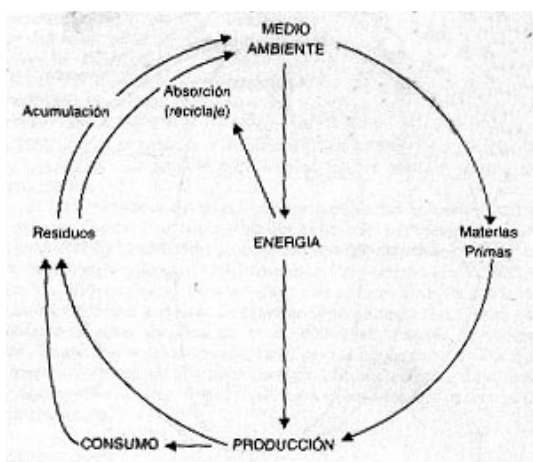 MEDIO
AMBIENTE
Absorción
(reciclaje)
Acumulación
Residuos
ENERGIA
Materias
Primas
CONSUMO
PRODUCCIÓN